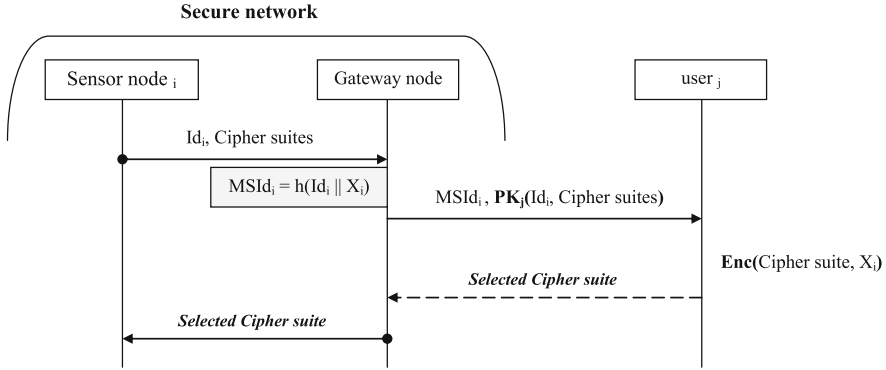 Secure network
Sensor node i
Gateway node
user j
Idi, Cipher suites
MSIdi = h(Idi || Xi)
MSIdi , PKj(Idi, Cipher suites)
Enc(Cipher suite, Xi)
Selected Cipher suite
Selected Cipher suite